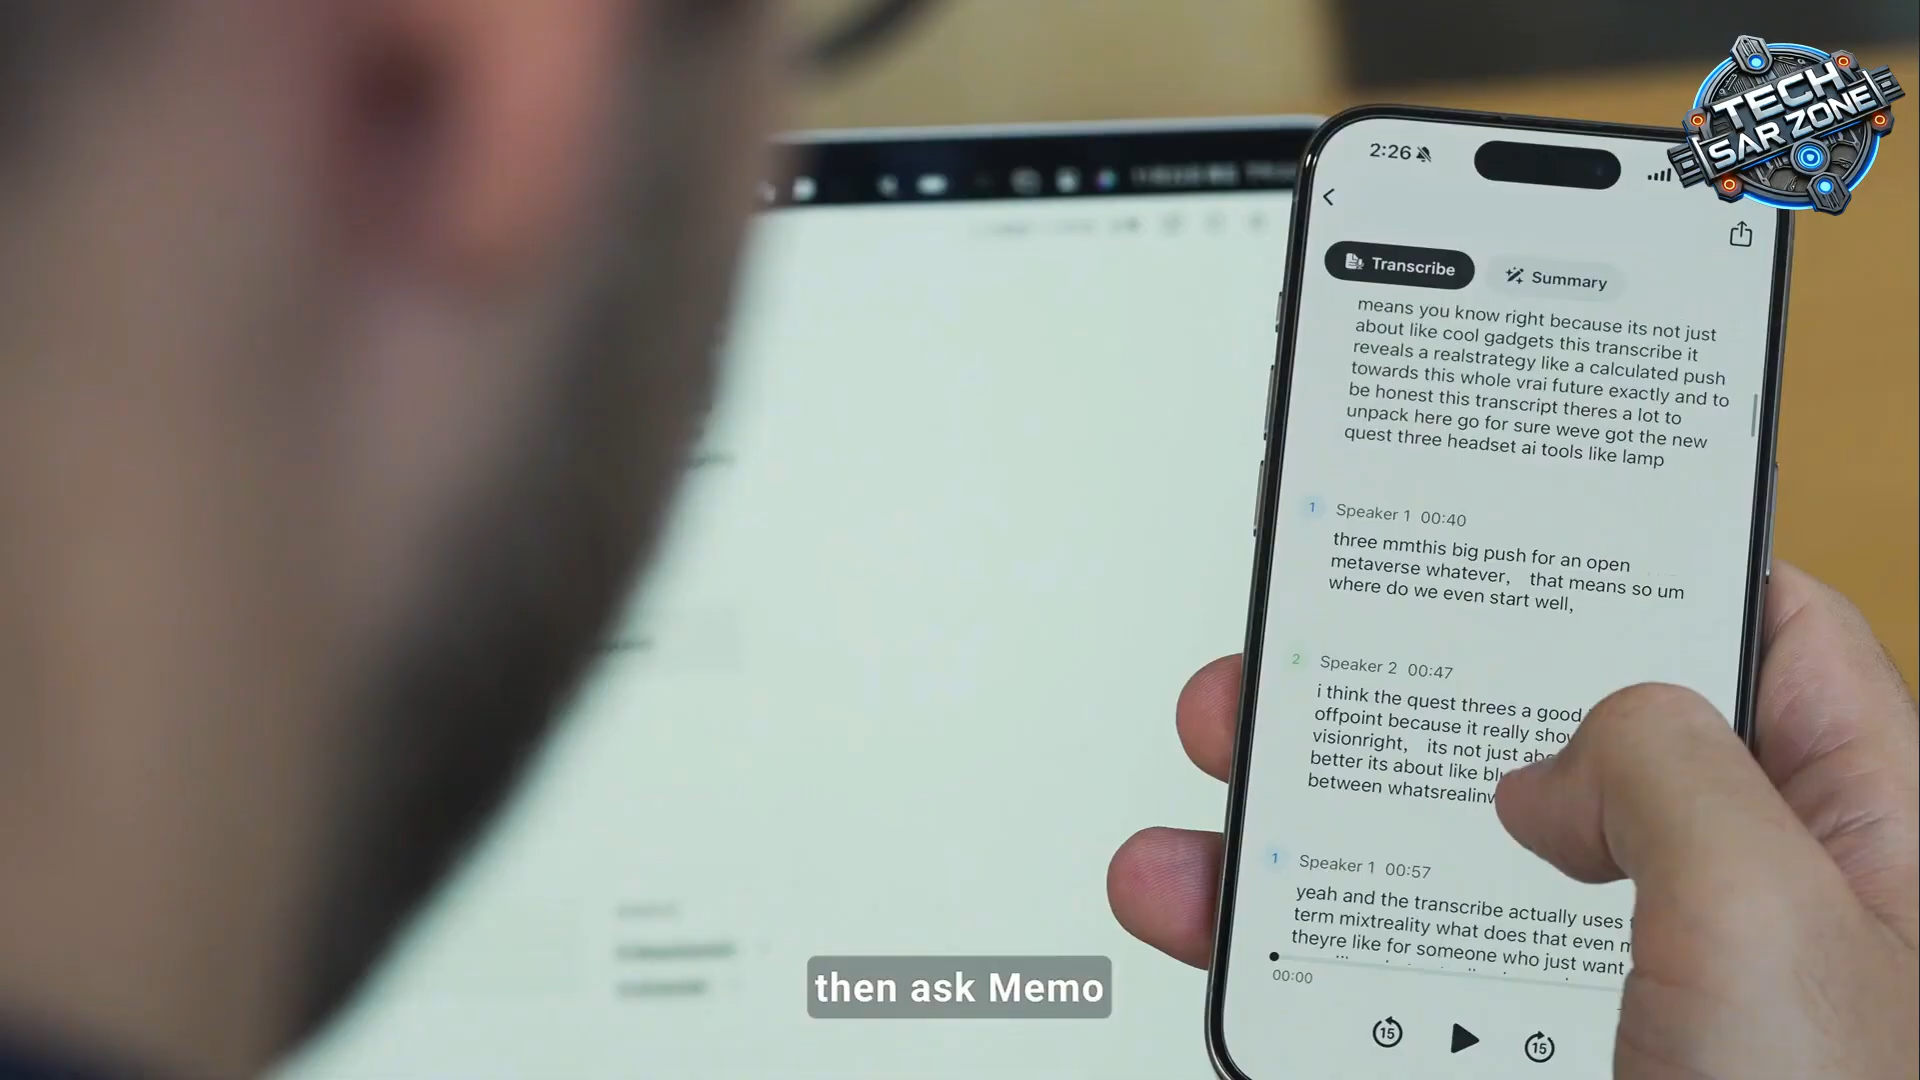 TECH
SAR ZONE
2:26
Transcribe
Summary
means you know right because its not just
about like cool gadgets this transcribe it
reveals a realstrategy like a calculated push
towards this whole vrai future exactly and to
be honest this transcript theres a lot to
unpack here go for sure weve got the new
quest three headset ai tools like lamp
1 Speaker 1 00:40
three mmthis big push for an open
metaverse whatever, that means so um
where do we even start well,
2 Speaker 2 00:47
i think the quest threes a good
offpoint because it really
visionright, its not just
better its about like
between
1 Speaker 1 00:57
yeah and the transcribe actually uses
term mixtreality what does that even
theyre like for someone who just want
00:00
15
15
then ask Memo